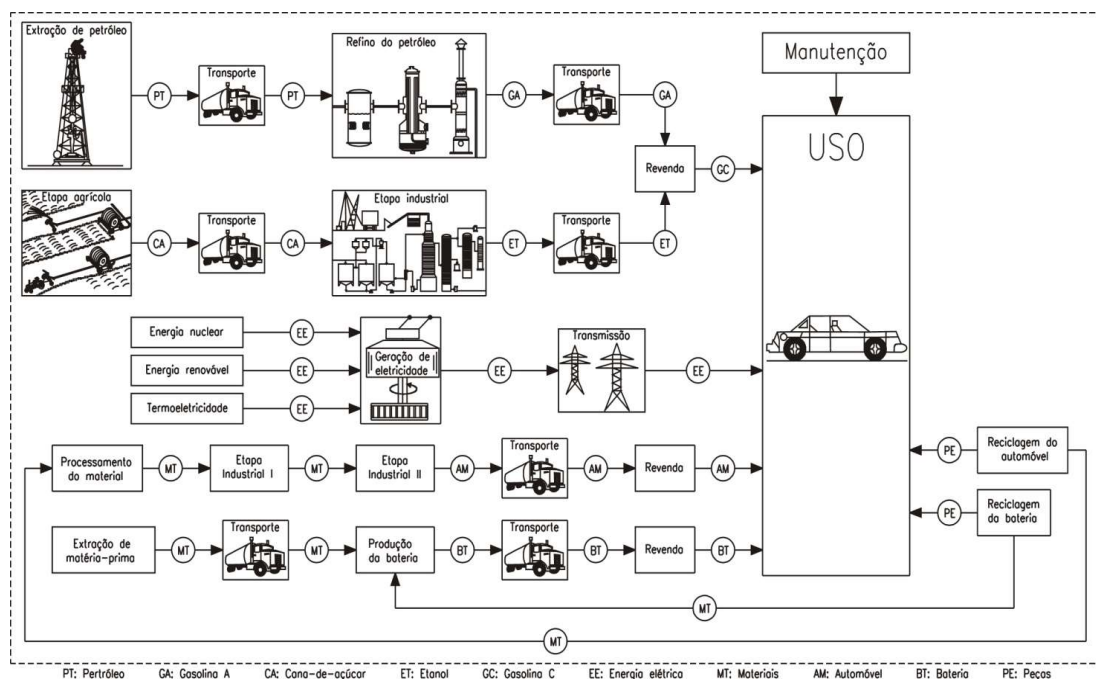 Extração de petróleo
PT
Transporte
PT
Refino do petróleo
GA
Transporte
GA
Revenda
GC
Manutenção
USO
Etapa agrícola
CA
Transporte
CA
Etapa industrial
ET
Transporte
ET
Energia nuclear
EE
Energia renovável
EE
Termoeletricidade
EE
Geração de
eletricidade
EE
Transmissão
EE
Processamento
do material
MT
Etapa
Industrial I
MT
Etapa
Industrial II
AM
Transporte
AM
Revenda
AM
PE
Reciclagem do
automóvel
PE
Reciclagem
da bateria
Extração de
matéria-prima
MT
Transporte
MT
Produção
da bateria
BT
Transporte
BT
Revenda
BT
MT
MT
PT: Pertróleo GA: Gasolina A CA: Cana-de-açúcar ET: Etanol GC: Gasolina C EE: Energia elétrica MT: Materiais AM: Automóvel BT: Bateria PE: Peças